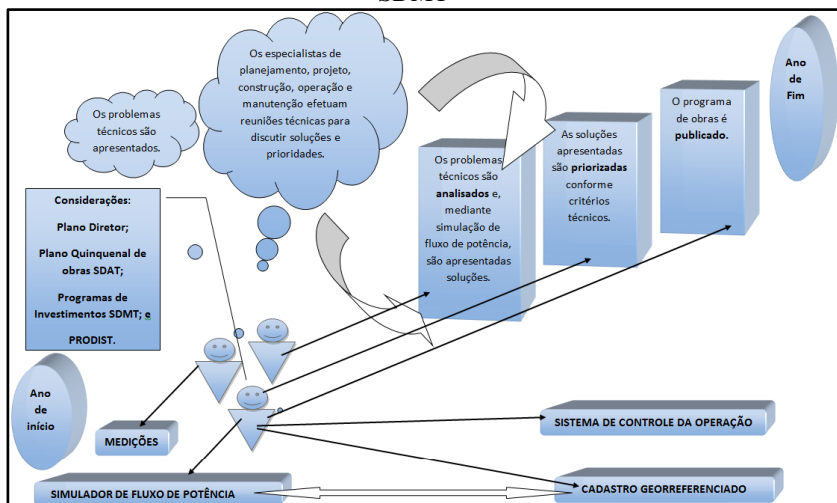 SDMT
Os especialistas de
planejamento, projeto,
construção, operação e
manutenção efetuam
reuniões técnicas para
discutir soluções e
prioridades.
Os problemas
técnicos são
apresentados.
Considerações:
Plano Diretor;
Plano Quinquenal de
obras SDAT;
Programas de
Investimentos SDMT; e
PRODIST.
Os problemas
técnicos são
analisados e,
mediante
simulação de
fluxo de potência,
são apresentadas
soluções.
As soluções
apresentadas
são priorizadas
conforme
critérios
técnicos.
O programa
de obras é
publicado.
Ano
de
Fim
Ano
de
início
MEDIÇÕES
SIMULADOR DE FLUXO DE POTÊNCIA
SISTEMA DE CONTROLE DA OPERAÇÃO
CADASTRO GEORREFERENCIADO